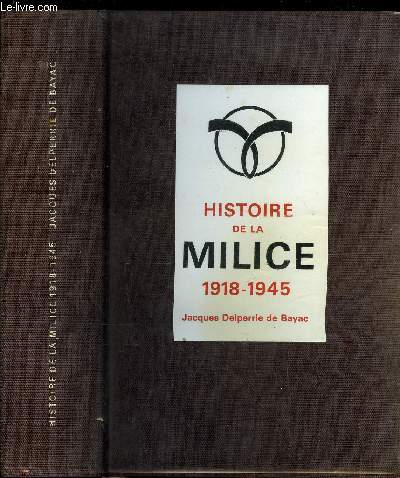 © Le-livre.com
HISTOIRE DE LA MILICE 1918-1945 JACQUES DELPERRIE DE BAYAC
HISTOIRE
DE LA
MILICE
1918-1945
Jacques Delperrie de Bayac